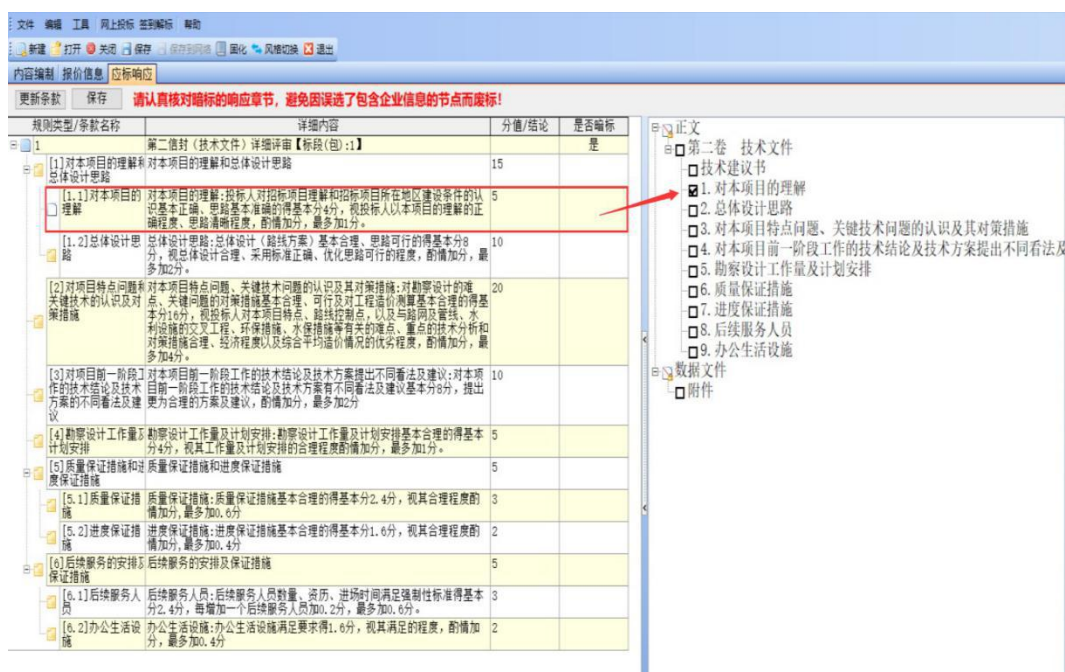 文件 编辑 工具 网上投标 签到解标 帮助
新建 打开 关闭 保存 保存到网络 固化 风格切换 退出
内容编制 报价信息 应标响应
更新条款 保存 请认真核对暗标的响应章节，避免因误选了包含企业信息的节点而废标！
规则类型/条款名称 详细内容 分值/结论 是否暗标
1 第二信封（技术文件）详细评审【标段(包):1】 是
[1]对本项目的理解和 对本项目的理解和总体设计思路 15
总体设计思路
[1.1]对本项目的 对本项目的理解:投标人对招标项目理解和招标项目所在地区建设条件的认 5
理解 识基本正确、思路基本准确的得基本分4分，视投标人以本项目的理解的正
确程度、思路清晰程度，酌情加分，最多加1分。
[1.2]总体设计思 总体设计思路:总体设计（路线方案）基本合理、思路可行的得基本分8 10
路 分，视总体设计合理、采用标准正确、优化思路可行的程度，酌情加分，最
多加2分。
[2]对项目特点问题和 对本项目特点问题、关键技术问题的认识及其对策措施:对勘察设计的难 20
关键技术的认识及对 点、关键问题的对策措施基本合理、可行及对工程造价测算基本合理的得基
策措施 本分16分，视投标人对本项目特点、路线控制点，以及与路网及管线、水
利设施的交叉工程、环保措施、水保措施等有关的难点、重点的技术分析和
对策措施合理、经济程度以及综合平均造价情况的优劣程度，酌情加分，最
多加4分。
[3]对项目前一阶段工 对本项目前一阶段工作的技术结论及技术方案提出不同看法及建议:对本项 10
作的技术结论及技术 目前一阶段工作的技术结论及技术方案有不同看法及建议基本分8分，提出
方案的不同看法及建 更为合理的方案及建议，酌情加分，最多加2分
议
[4]勘察设计工作量及 勘察设计工作量及计划安排:勘察设计工作量及计划安排基本合理的得基本 5
计划安排 分4分，视其工作量及计划安排的合理程度酌情加分，最多加1分。
[5]质量保证措施和进 质量保证措施和进度保证措施 5
度保证措施
[5.1]质量保证措 质量保证措施:质量保证措施基本合理的得基本分2.4分，视其合理程度酌 3
施 情加分,最多加0.6分
[5.2]进度保证措 进度保证措施:进度保证措施基本合理的得基本分1.6分，视其合理程度酌 2
施 情加分,最多加0.4分
[6]后续服务的安排及 后续服务的安排及保证措施 5
保证措施
[6.1]后续服务人 后续服务人员:后续服务人员数量、资历、进场时间满足强制性标准得基本 3
员 分2.4分，每增加一个后续服务人员加0.2分，最多加0.6分。
[6.2]办公生活设 办公生活设施:办公生活设施满足要求得1.6分，视其满足的程度，酌情加 2
施 分，最多加0.4分
正文
第二卷 技术文件
技术建议书
1.对本项目的理解
2.总体设计思路
3.对本项目特点问题、关键技术问题的认识及其对策措施
4.对本项目前一阶段工作的技术结论及技术方案提出不同看法及
5.勘察设计工作量及计划安排
6.质量保证措施
7.进度保证措施
8.后续服务人员
9.办公生活设施
数据文件
附件